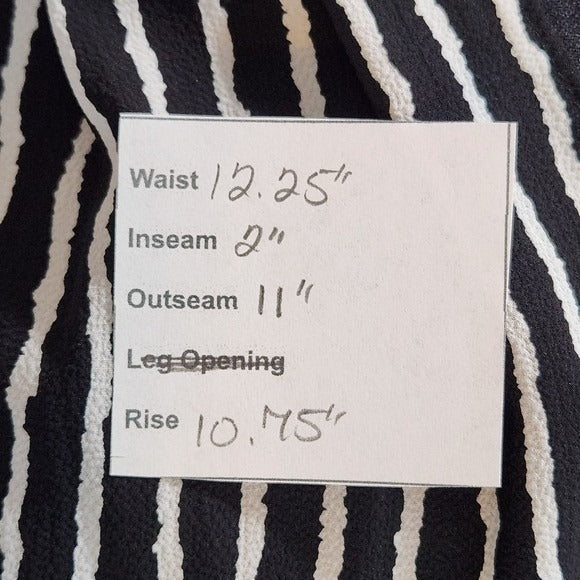 Waist 12.25"
Inseam 2"
Outseam 11"
Leg Opening
Rise 10.75"